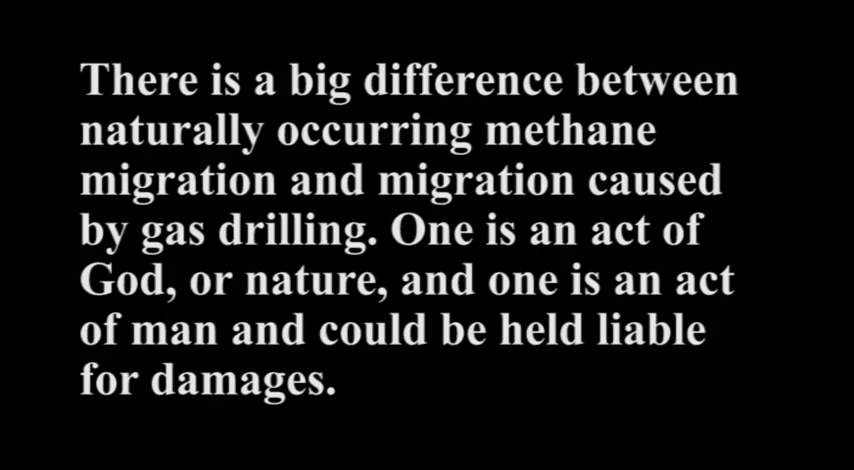 There is a big difference between
naturally occurring methane
migration and migration caused
by gas drilling. One is an act of
God, or nature, and one is an act
of man and could be held liable
for damages.